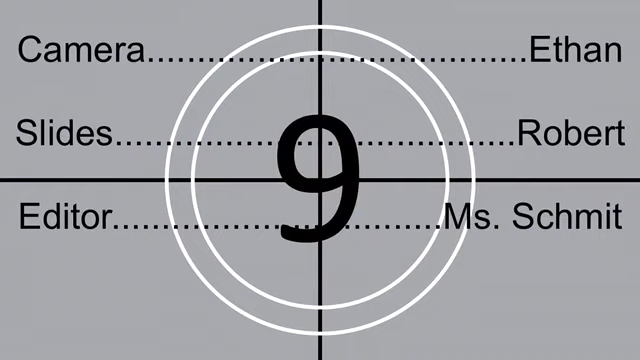 Camera......................................Ethan
Slides........................................Robert
Editor.................................Ms. Schmit
9